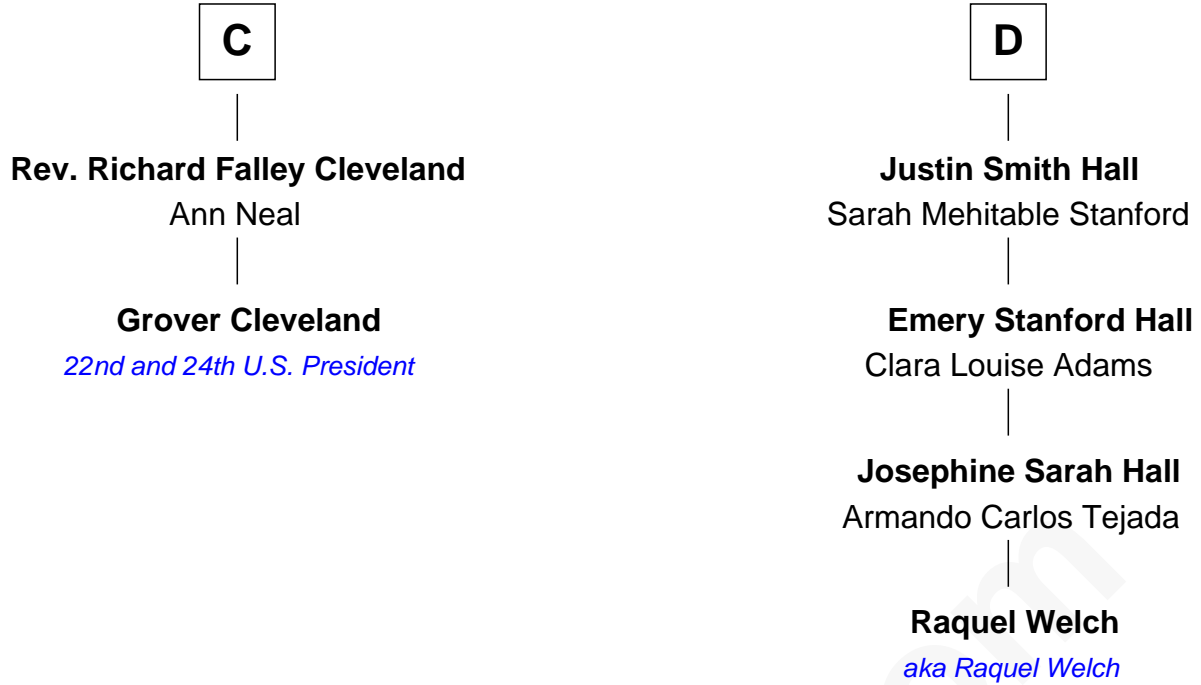 C
Rev. Richard Falley Cleveland
Ann Neal
Grover Cleveland
22nd and 24th U.S. President
D
Justin Smith Hall
Sarah Mehitable Stanford
Emery Stanford Hall
Clara Louise Adams
Josephine Sarah Hall
Armando Carlos Tejada
Raquel Welch
aka Raquel Welch